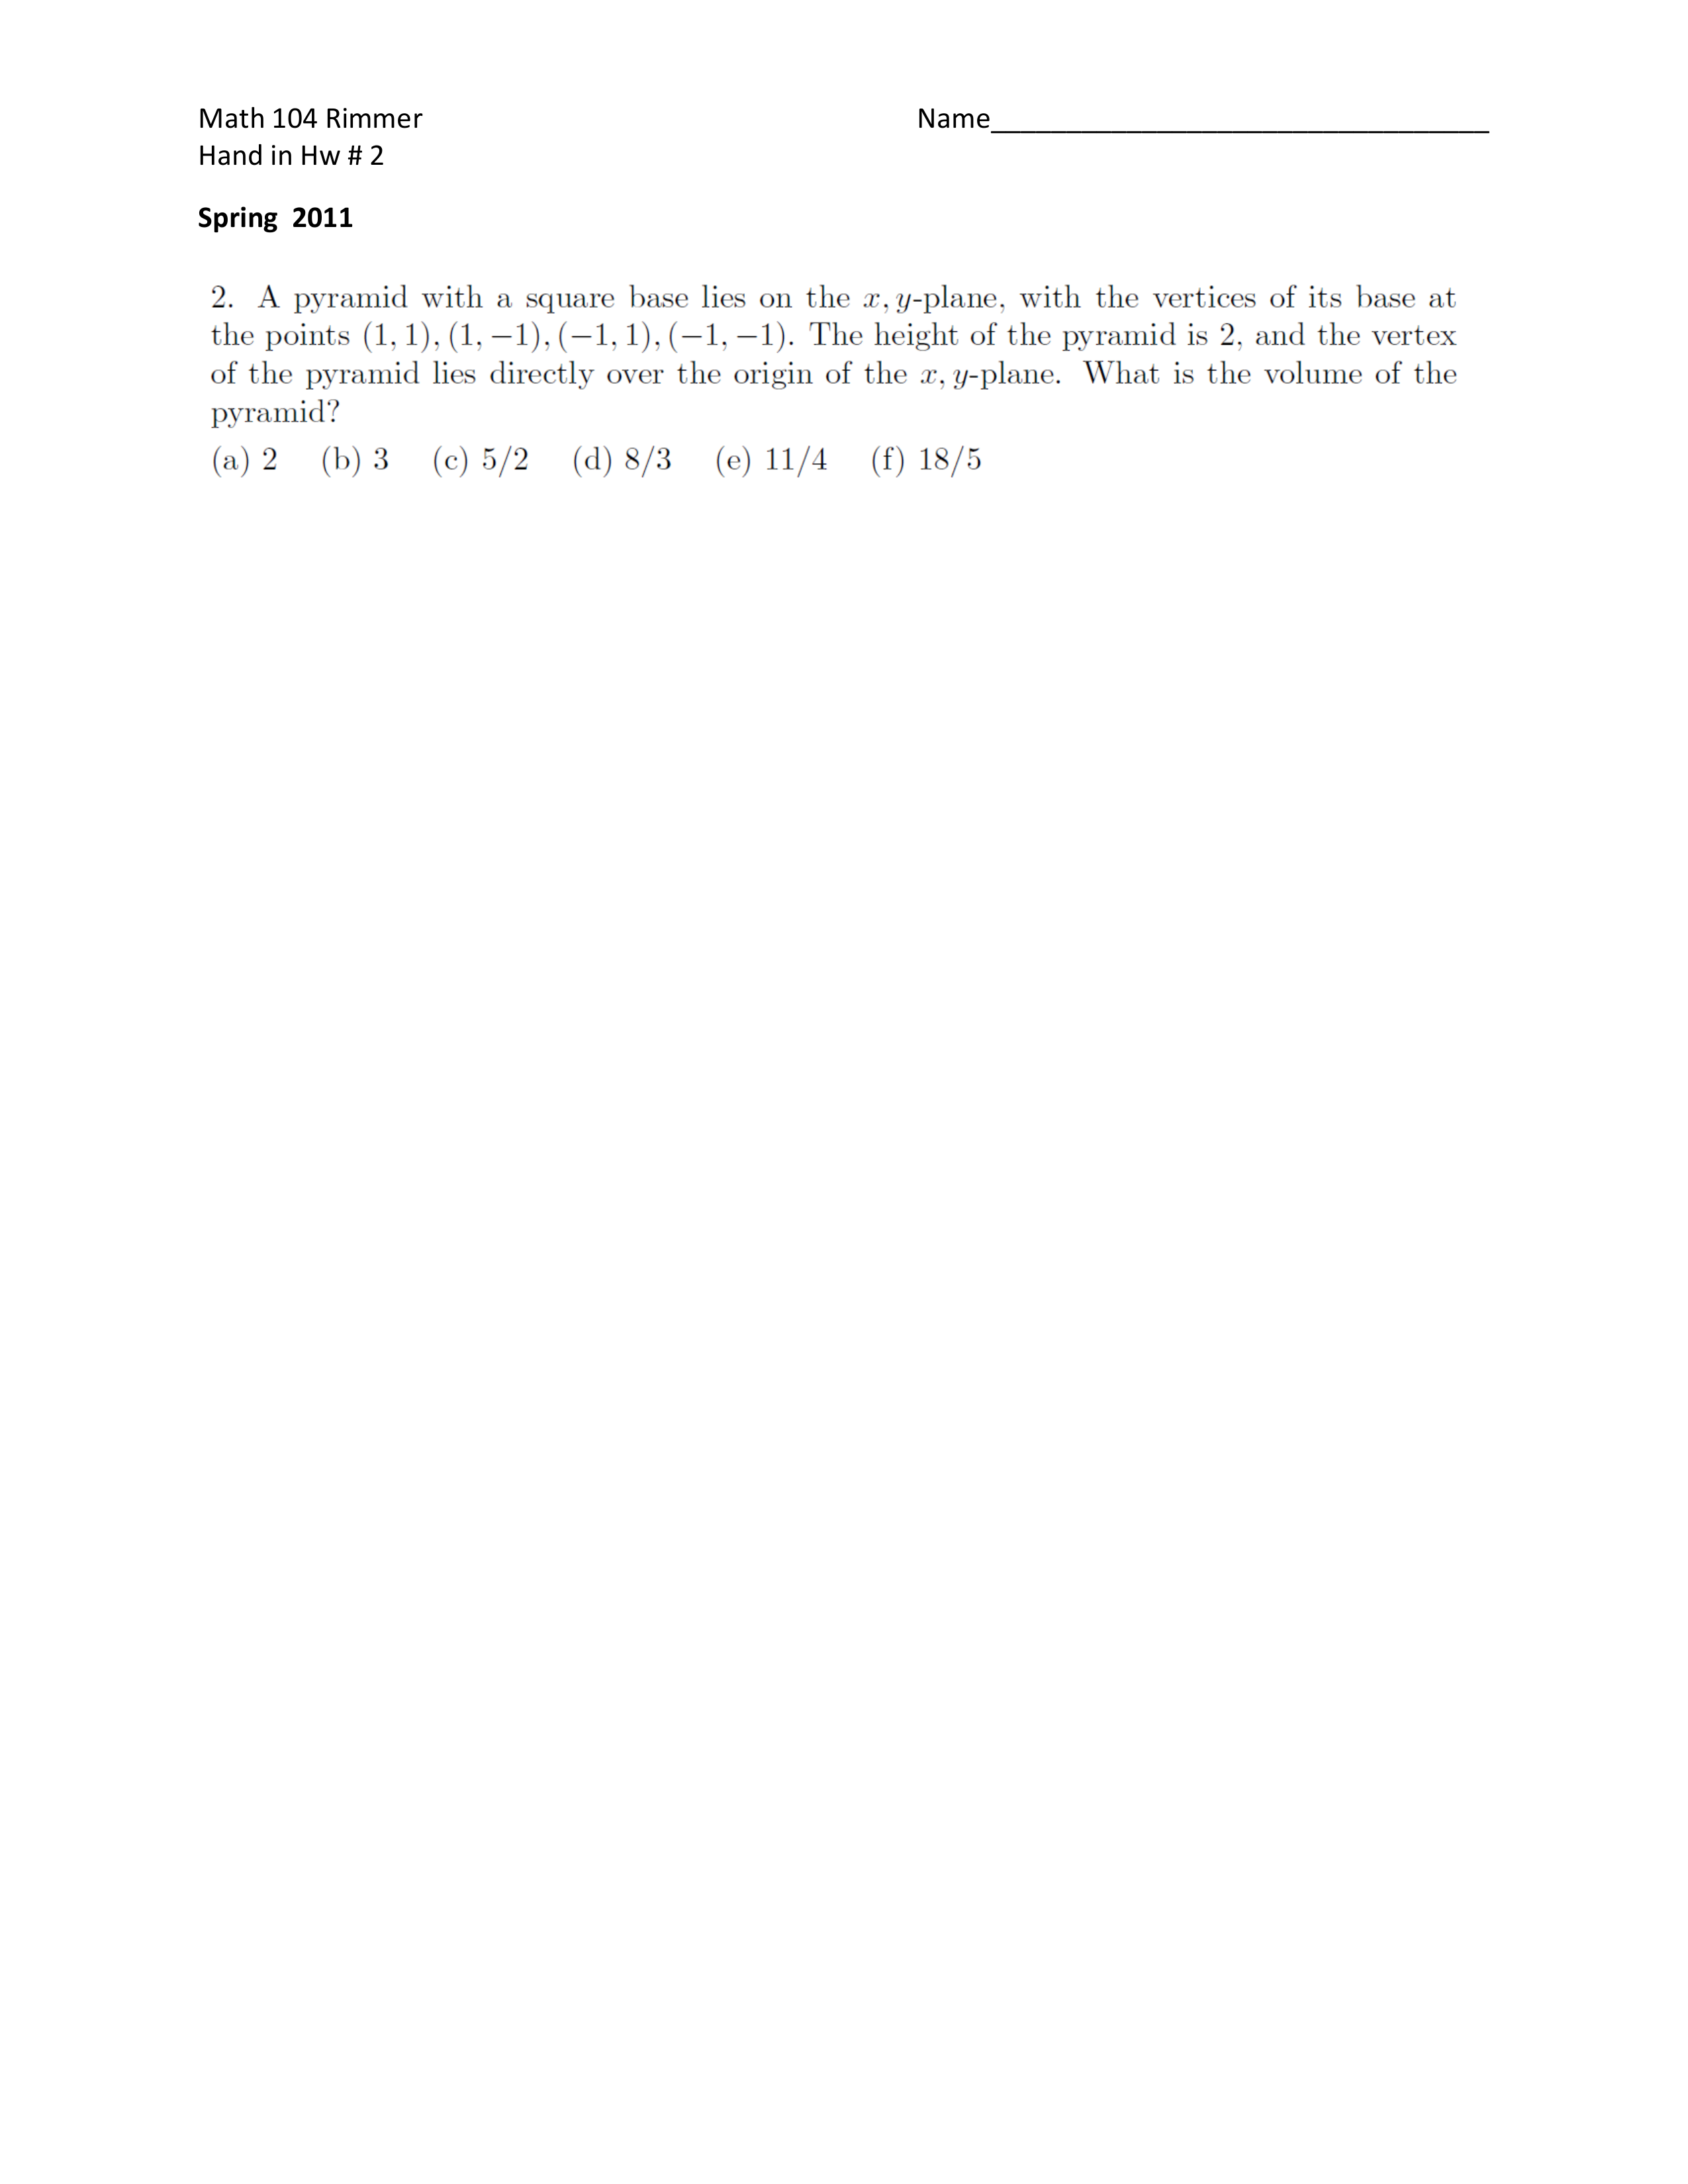 Math 104 Rimmer Name_________________________________
Hand in Hw # 2
Spring 2011
2. A pyramid with a square base lies on the x, y-plane, with the vertices of its base at
the points (1, 1), (1, −1), (−1, 1), (−1, −1). The height of the pyramid is 2, and the vertex
of the pyramid lies directly over the origin of the x, y-plane. What is the volume of the
pyramid?
(a) 2 (b) 3 (c) 5/2 (d) 8/3 (e) 11/4 (f) 18/5